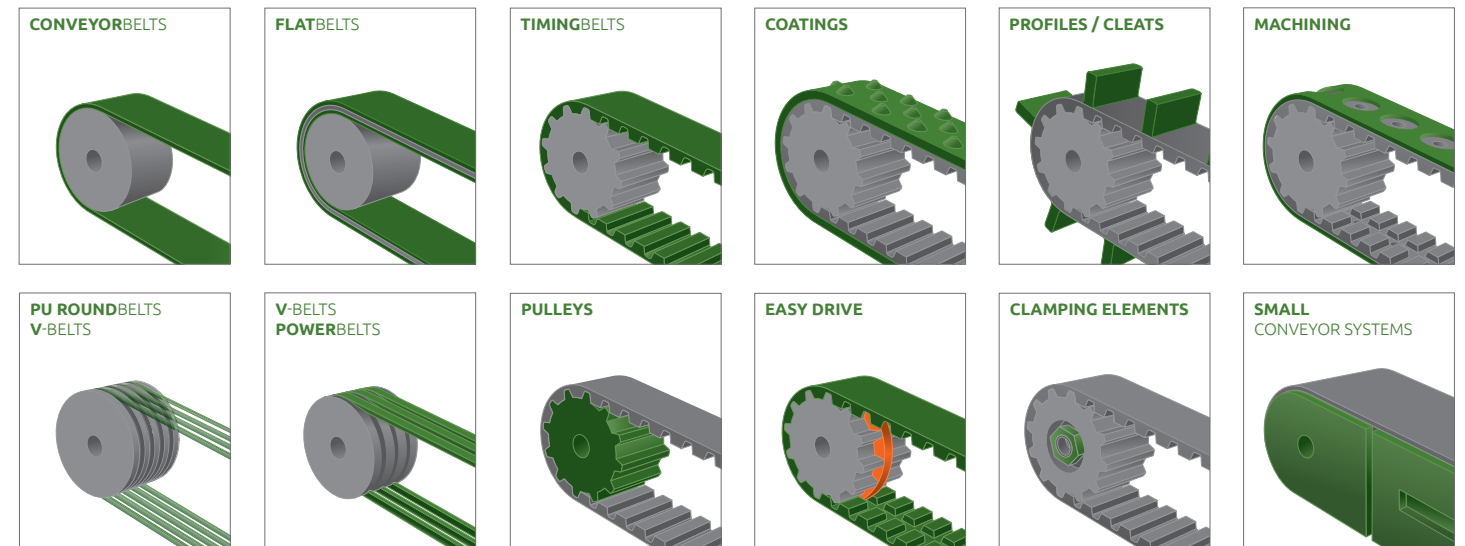 CONVEYORBELTS
FLATBELTS
TIMINGBELTS
COATINGS
PROFILES / CLEATS
MACHINING
PU ROUNDBELTS
V-BELTS
V-BELTS
POWERBELTS
PULLEYS
EASY DRIVE
CLAMPING ELEMENTS
SMALL
CONVEYOR SYSTEMS